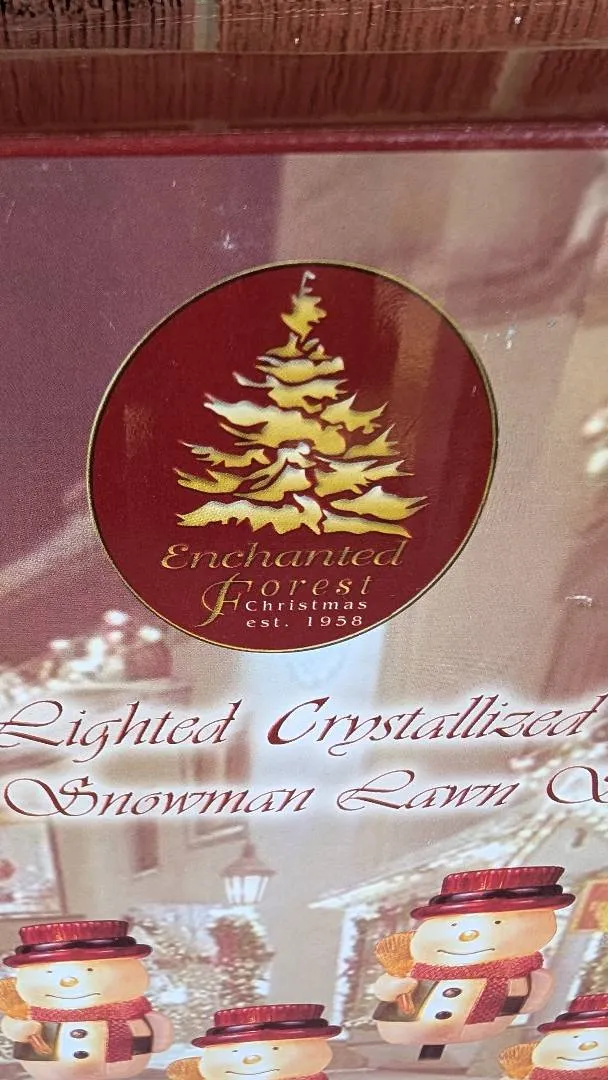 Enchanted
Forest
Christmas
est. 1958
Lighted Crystallized
Snowman Lawn S